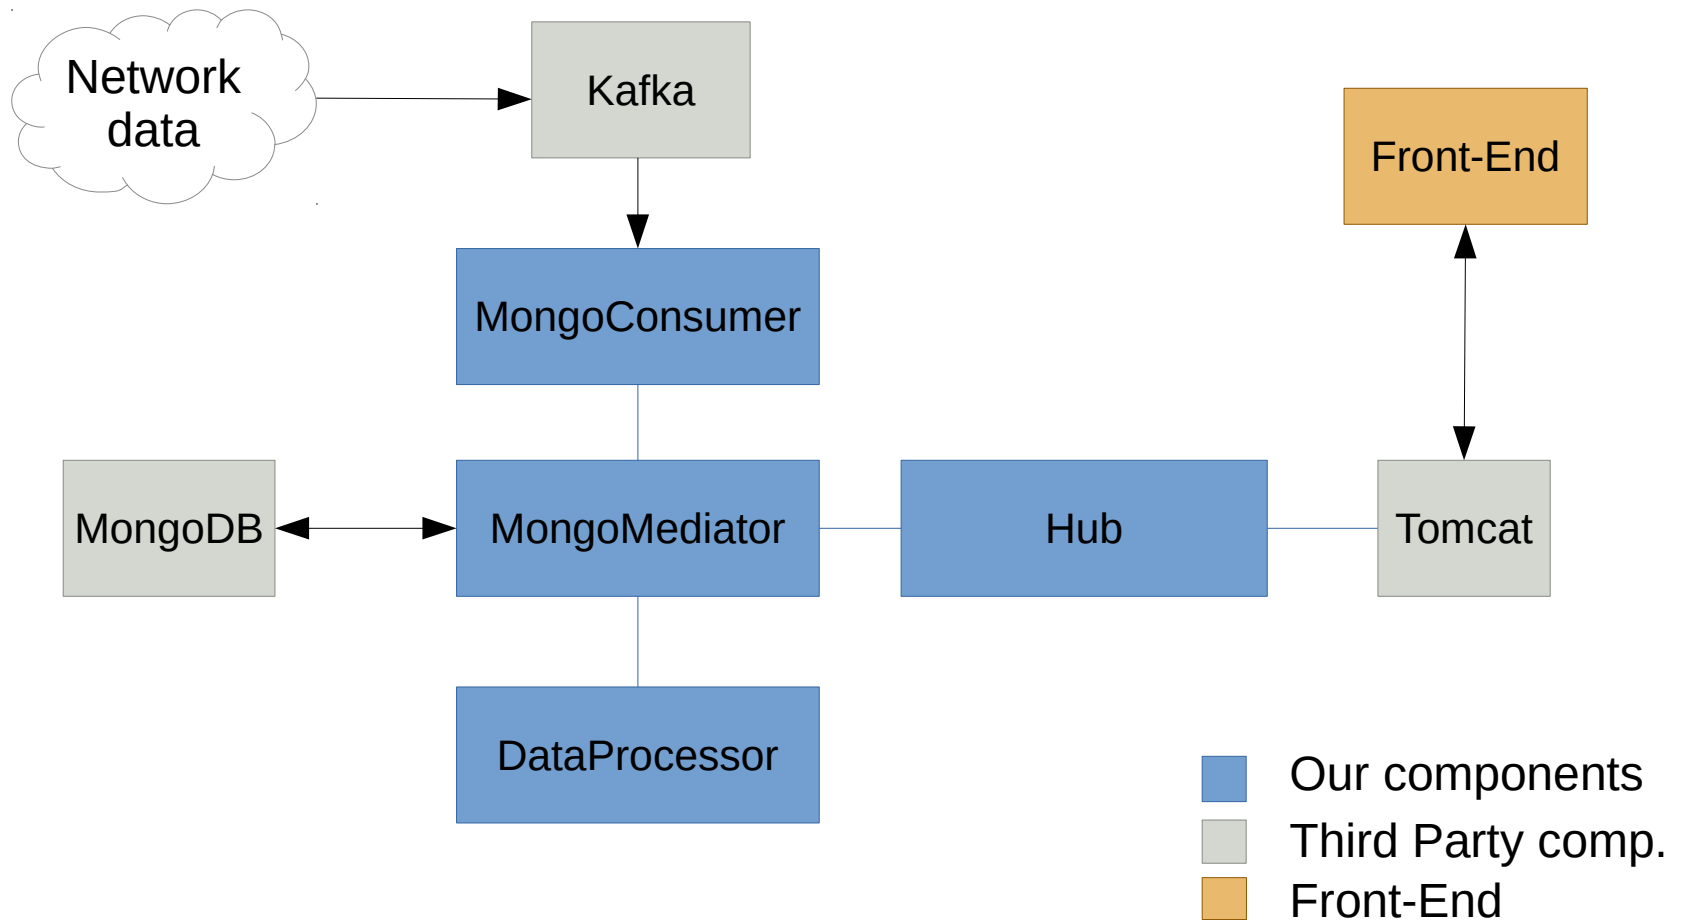 Network
data
Kafka
Front-End
MongoConsumer
MongoDB
MongoMediator
Hub
Tomcat
DataProcessor
Our components
Third Party comp.
Front-End